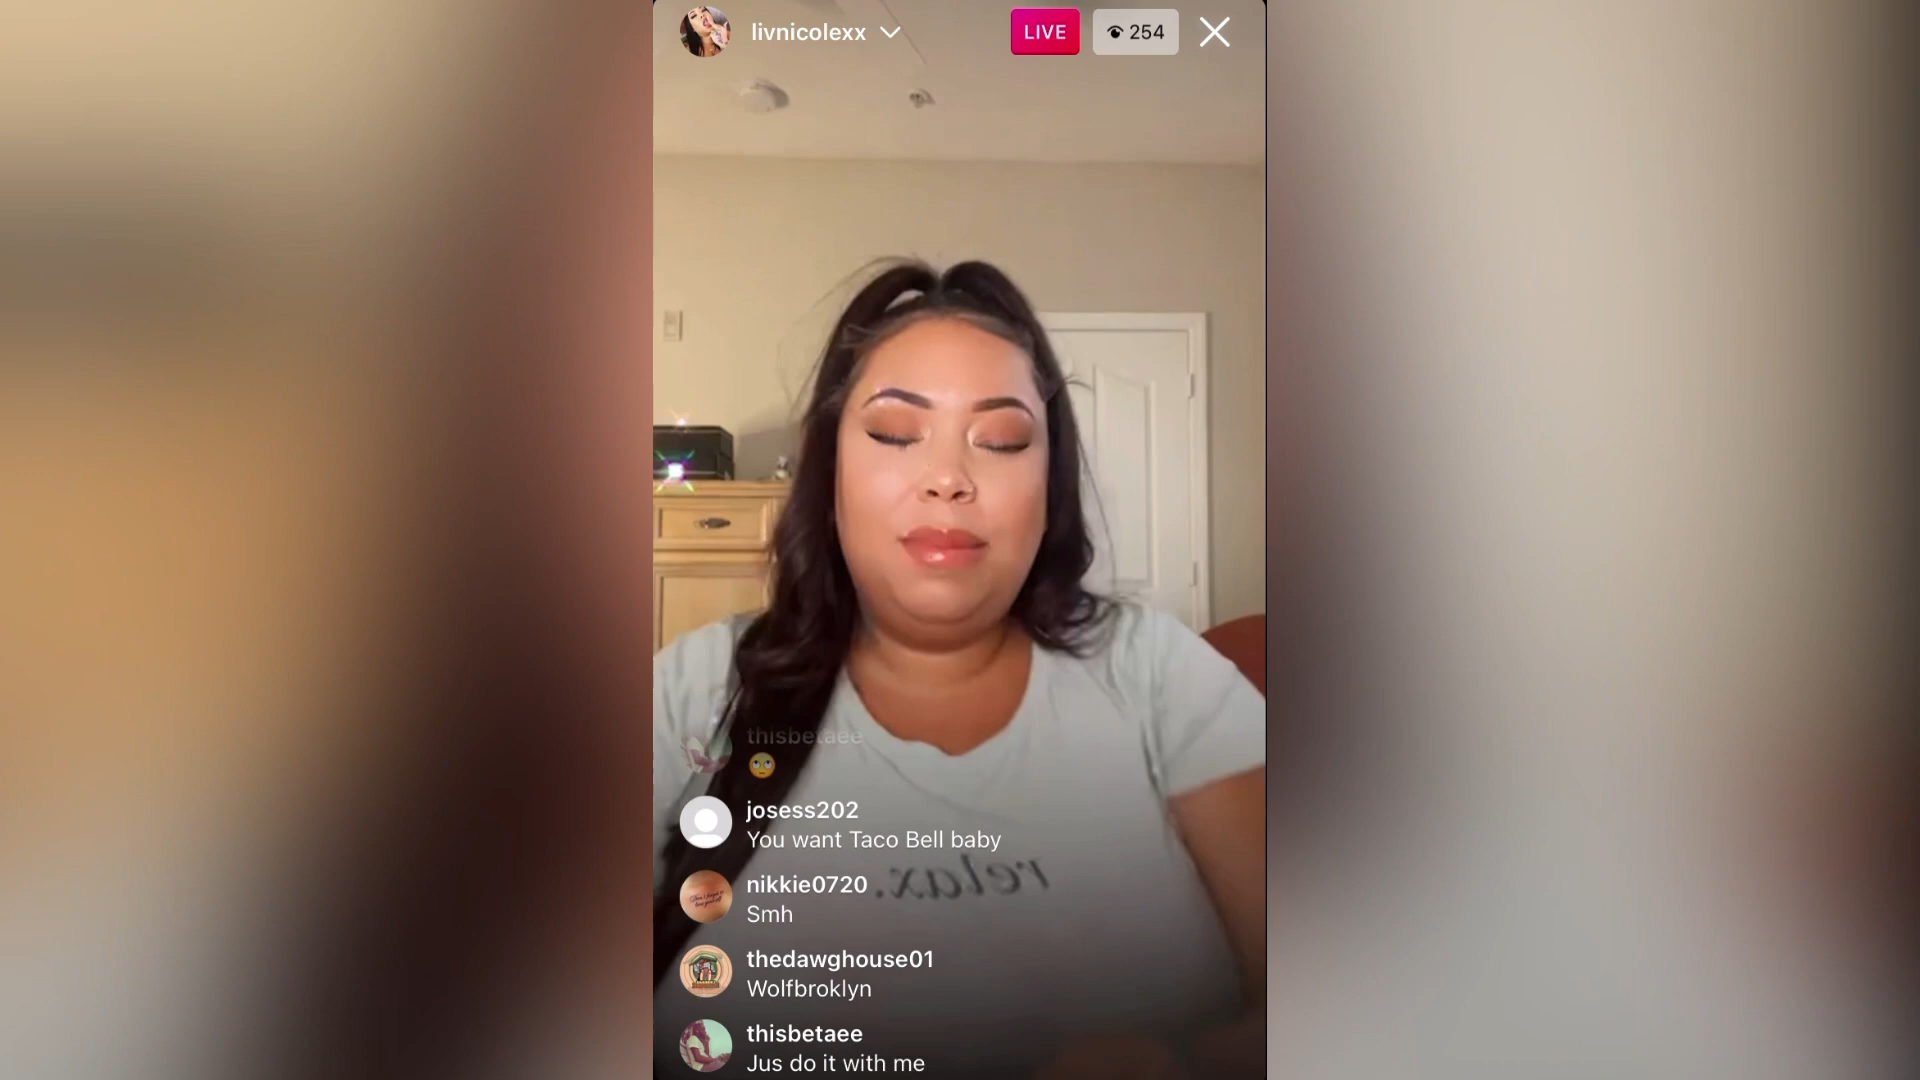 livnicolexx
LIVE
254
thisbetaee
🙄
josess202
You want Taco Bell baby
relax.
nikkie0720
Smh
thedawghouse01
Wolfbroklyn
thisbetaee
Jus do it with me